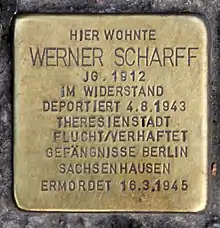 HIER WOHNTE
WERNER SCHARFF
JG. 1912
IM WIDERSTAND
DEPORTIERT 4.8.1943
THERESIENSTADT
FLUCHT/VERHAFTET
GEFÄNGNISSE BERLIN
SACHSENHAUSEN
ERMORDET 16.3.1945